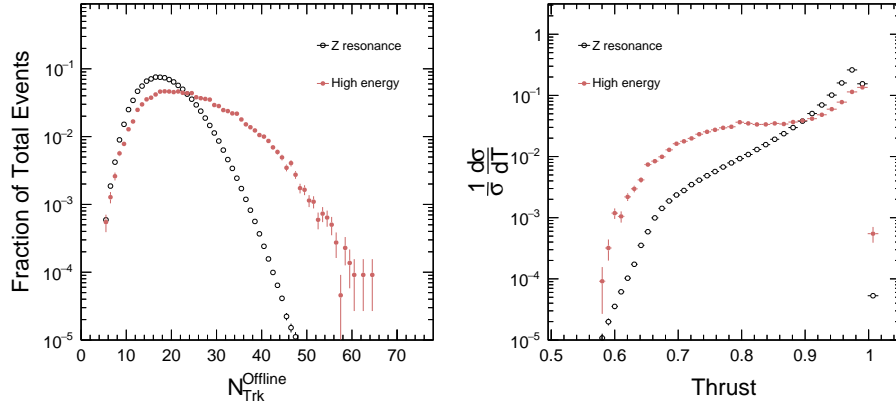 Fraction of Total Events
10⁻¹
10⁻²
10⁻³
10⁻⁴
10⁻⁵
Z resonance
High energy
0 10 20 30 40 50 60 70
N_Trk^Offline
1/σ dσ/dT
1
10⁻¹
10⁻²
10⁻³
10⁻⁴
10⁻⁵
Z resonance
High energy
0.5 0.6 0.7 0.8 0.9 1
Thrust